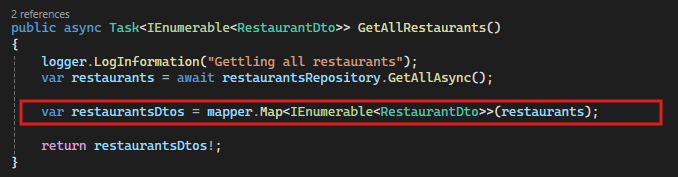 2 references
public async Task<IEnumerable<RestaurantDto>> GetAllRestaurants()
{
logger.LogInformation("Gettling all restaurants");
var restaurants = await restaurantsRepository.GetAllAsync();
var restaurantsDtos = mapper.Map<IEnumerable<RestaurantDto>>(restaurants);
return restaurantsDtos!;
}